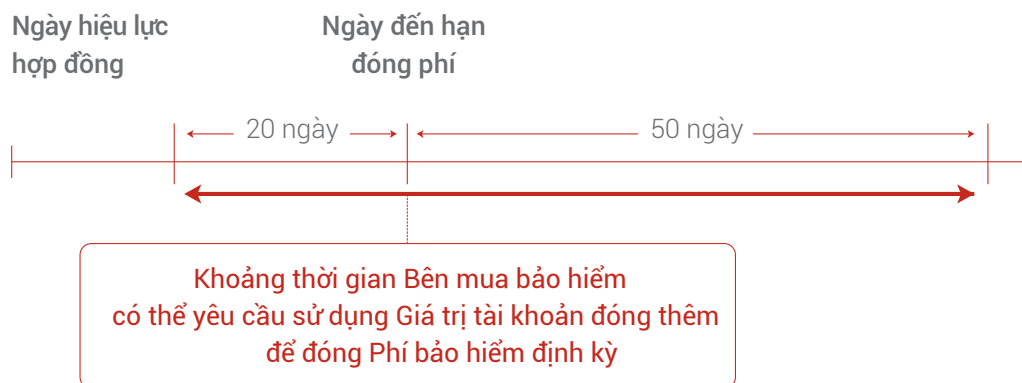 Ngày hiệu lực
hợp đồng
Ngày đến hạn
đóng phí
20 ngày
50 ngày
Khoảng thời gian Bên mua bảo hiểm
có thể yêu cầu sử dụng Giá trị tài khoản đóng thêm
để đóng Phí bảo hiểm định kỳ